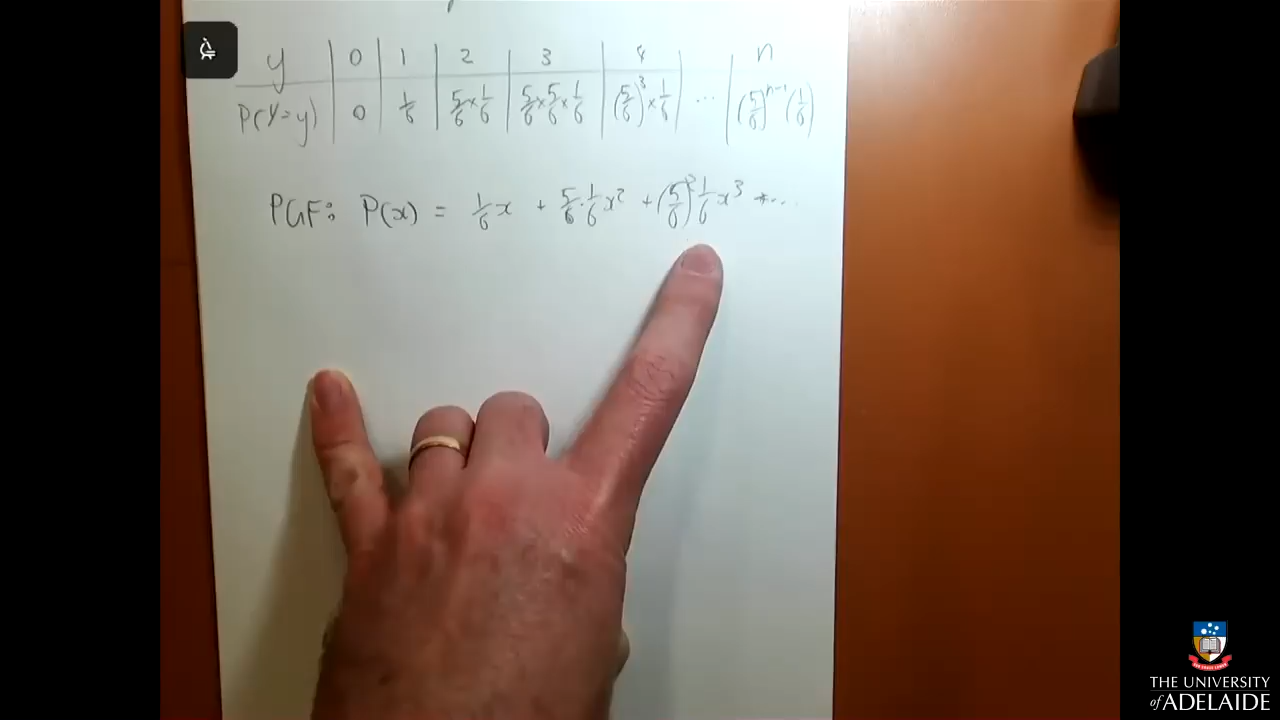 y | 0 | 1 | 2 | 3 | 4 | | n
P(Y=y) | 0 | 1/6 | 5/6 × 1/6 | 5/6 × 5/6 × 1/6 | (5/6)^3 × 1/6 | ... | (5/6)^n-1 (1/6)
PGF: P(x) = 1/6 x + 5/6 · 1/6 x^2 + (5/6)^2 1/6 x^3 + ...
THE UNIVERSITY
of ADELAIDE